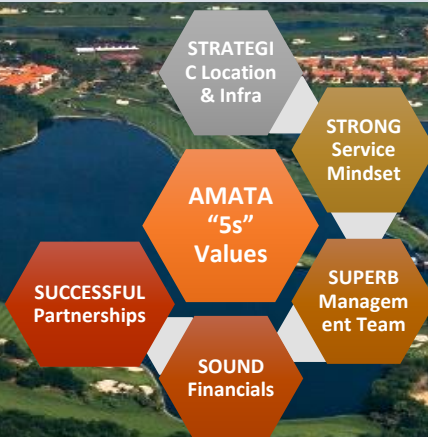 STRATEGI
C Location
& Infra
STRONG
Service
Mindset
AMATA
“5s”
Values
SUPERB
Managem
ent Team
SUCCESSFUL
Partnerships
SOUND
Financials